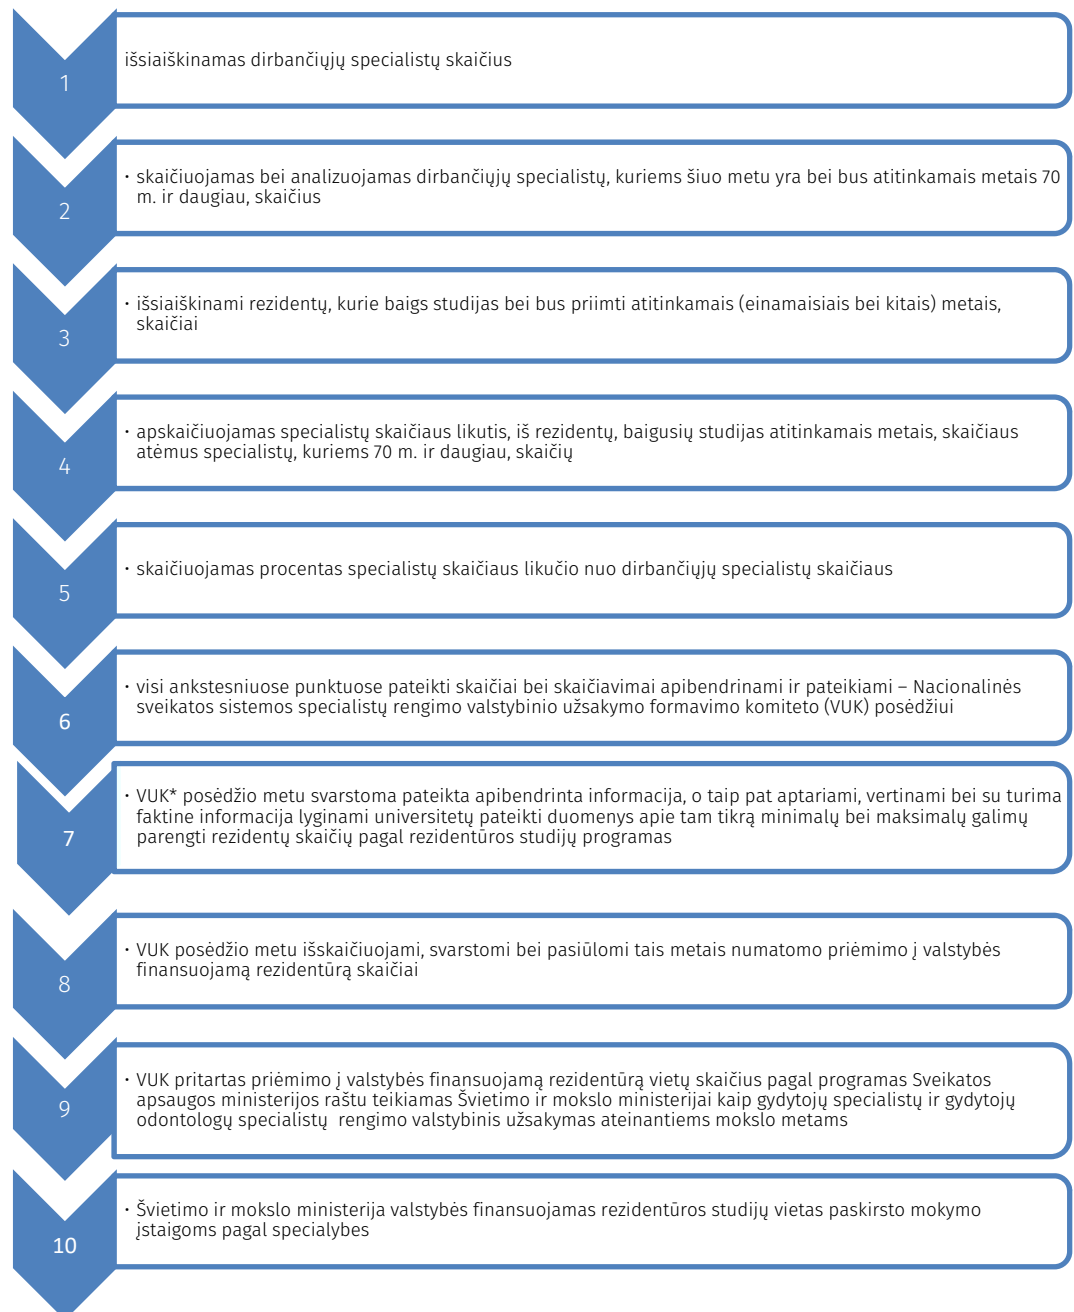 1
išsiaiškinamas dirbančiųjų specialistų skaičius
2
· skaičiuojamas bei analizuojamas dirbančiųjų specialistų, kuriems šiuo metu yra bei bus atitinkamais metais 70
m. ir daugiau, skaičius
3
· išsiaiškinami rezidentų, kurie baigs studijas bei bus priimti atitinkamais (einamaisiais bei kitais) metais,
skaičiai
4
· apskaičiuojamas specialistų skaičiaus likutis, iš rezidentų, baigusių studijas atitinkamais metais, skaičiaus
atėmus specialistų, kuriems 70 m. ir daugiau, skaičių
5
· skaičiuojamas procentas specialistų skaičiaus likučio nuo dirbančiųjų specialistų skaičiaus
6
· visi ankstesniuose punktuose pateikti skaičiai bei skaičiavimai apibendrinami ir pateikiami – Nacionalinės
sveikatos sistemos specialistų rengimo valstybinio užsakymo formavimo komiteto (VUK) posėdžiui
7
· VUK* posėdžio metu svarstoma pateikta apibendrinta informacija, o taip pat aptariami, vertinami bei su turima
faktine informacija lyginami universitetų pateikti duomenys apie tam tikrą minimalų bei maksimalų galimų
parengti rezidentų skaičių pagal rezidentūros studijų programas
8
· VUK posėdžio metu išskaičiuojami, svarstomi bei pasiūlomi tais metais numatomo priėmimo į valstybės
finansuojamą rezidentūrą skaičiai
9
· VUK pritartas priėmimo į valstybės finansuojamą rezidentūrą vietų skaičius pagal programas Sveikatos
apsaugos ministerijos raštu teikiamas Švietimo ir mokslo ministerijai kaip gydytojų specialistų ir gydytojų
odontologų specialistų  rengimo valstybinis užsakymas ateinantiems mokslo metams
10
· Švietimo ir mokslo ministerija valstybės finansuojamas rezidentūros studijų vietas paskirsto mokymo
įstaigoms pagal specialybes